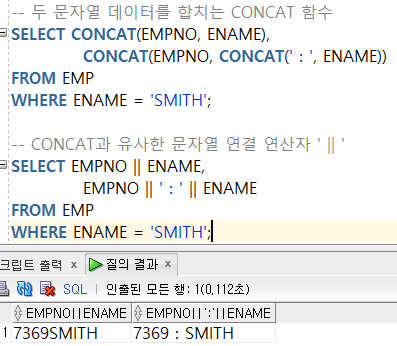 -- 두 문자열 데이터를 합치는 CONCAT 함수
SELECT CONCAT(EMPNO, ENAME),
CONCAT(EMPNO, CONCAT(' : ', ENAME))
FROM EMP
WHERE ENAME = 'SMITH';
-- CONCAT과 유사한 문자열 연결 연산자 ' || '
SELECT EMPNO || ENAME,
EMPNO || ' : ' || ENAME
FROM EMP
WHERE ENAME = 'SMITH';
크립트 출력 × 질의 결과 ×
SQL | 인출된 모든 행: 1(0,112초)
EMPNO||ENAME EMPNO||':'||ENAME
1 7369SMITH 7369 : SMITH